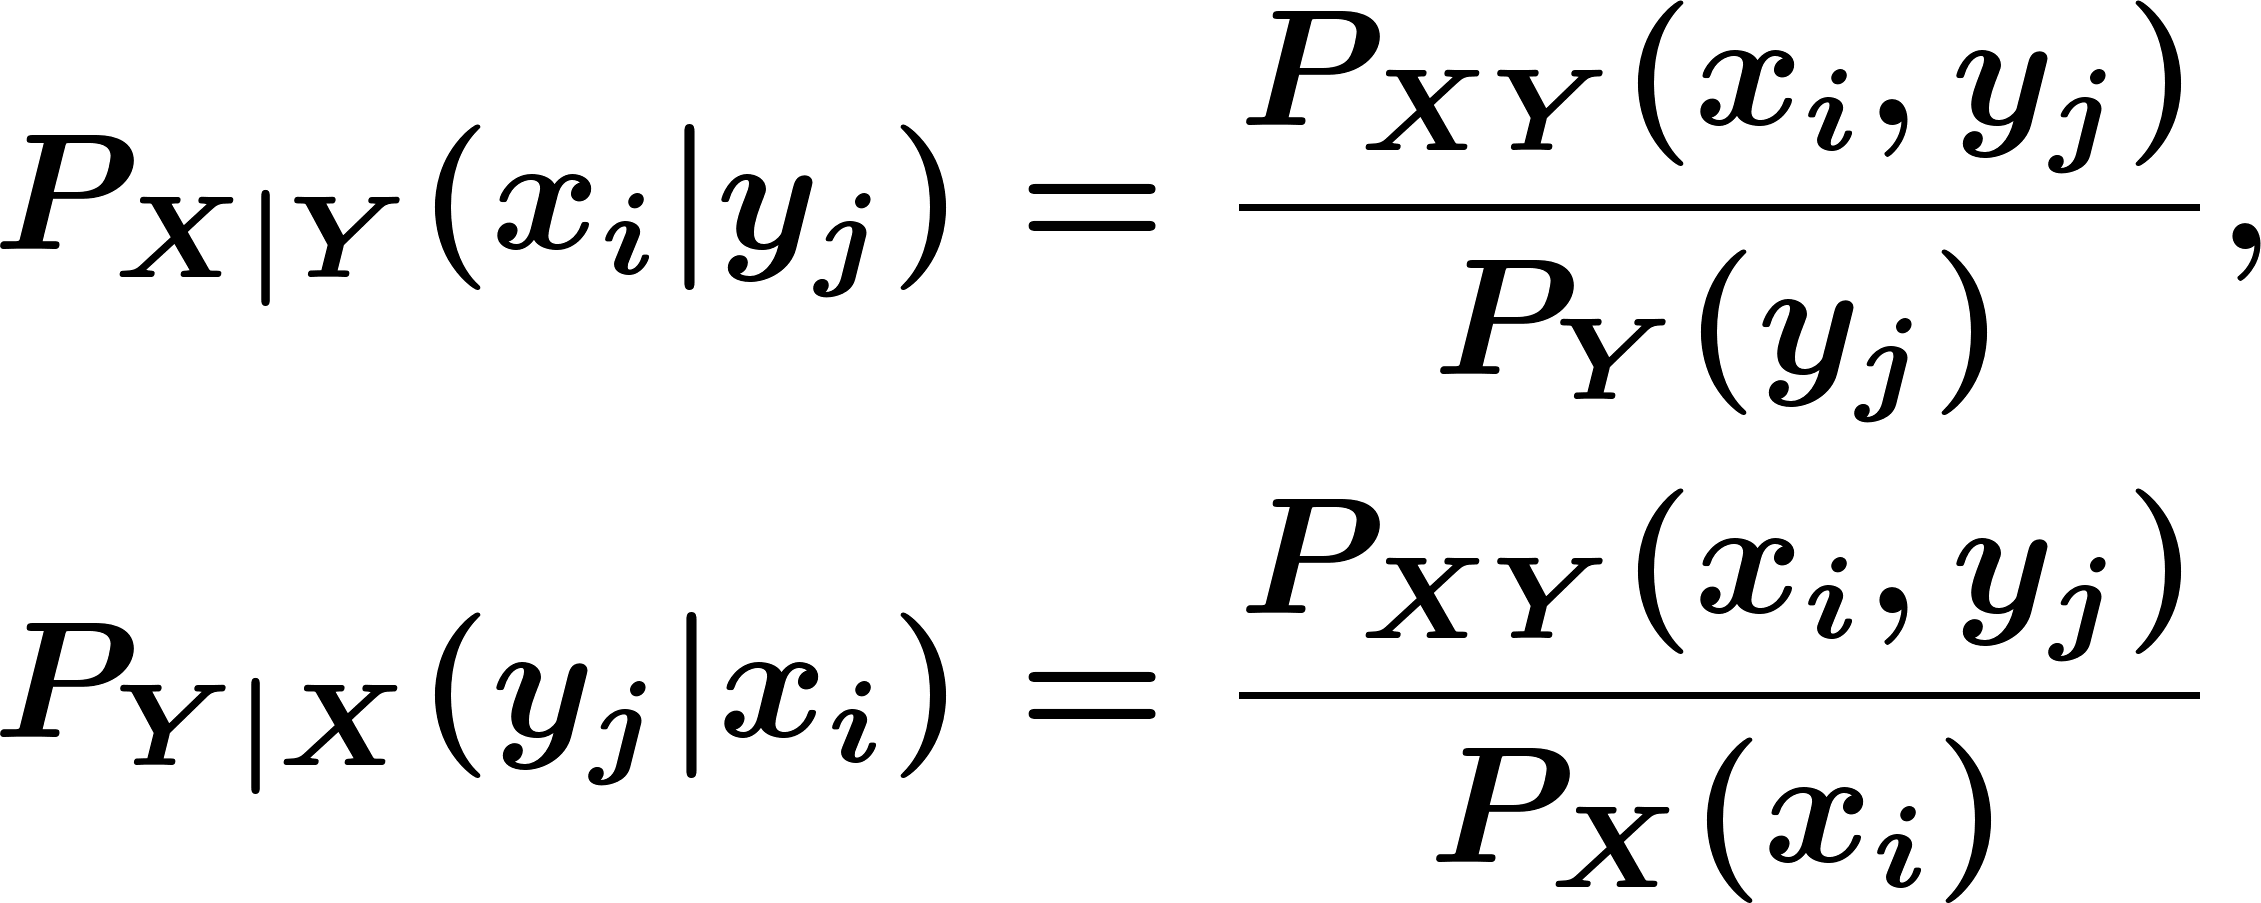 P_{X|Y}(x_i|y_j) = \frac{P_{XY}(x_i, y_j)}{P_Y(y_j)},
P_{Y|X}(y_j|x_i) = \frac{P_{XY}(x_i, y_j)}{P_X(x_i)}